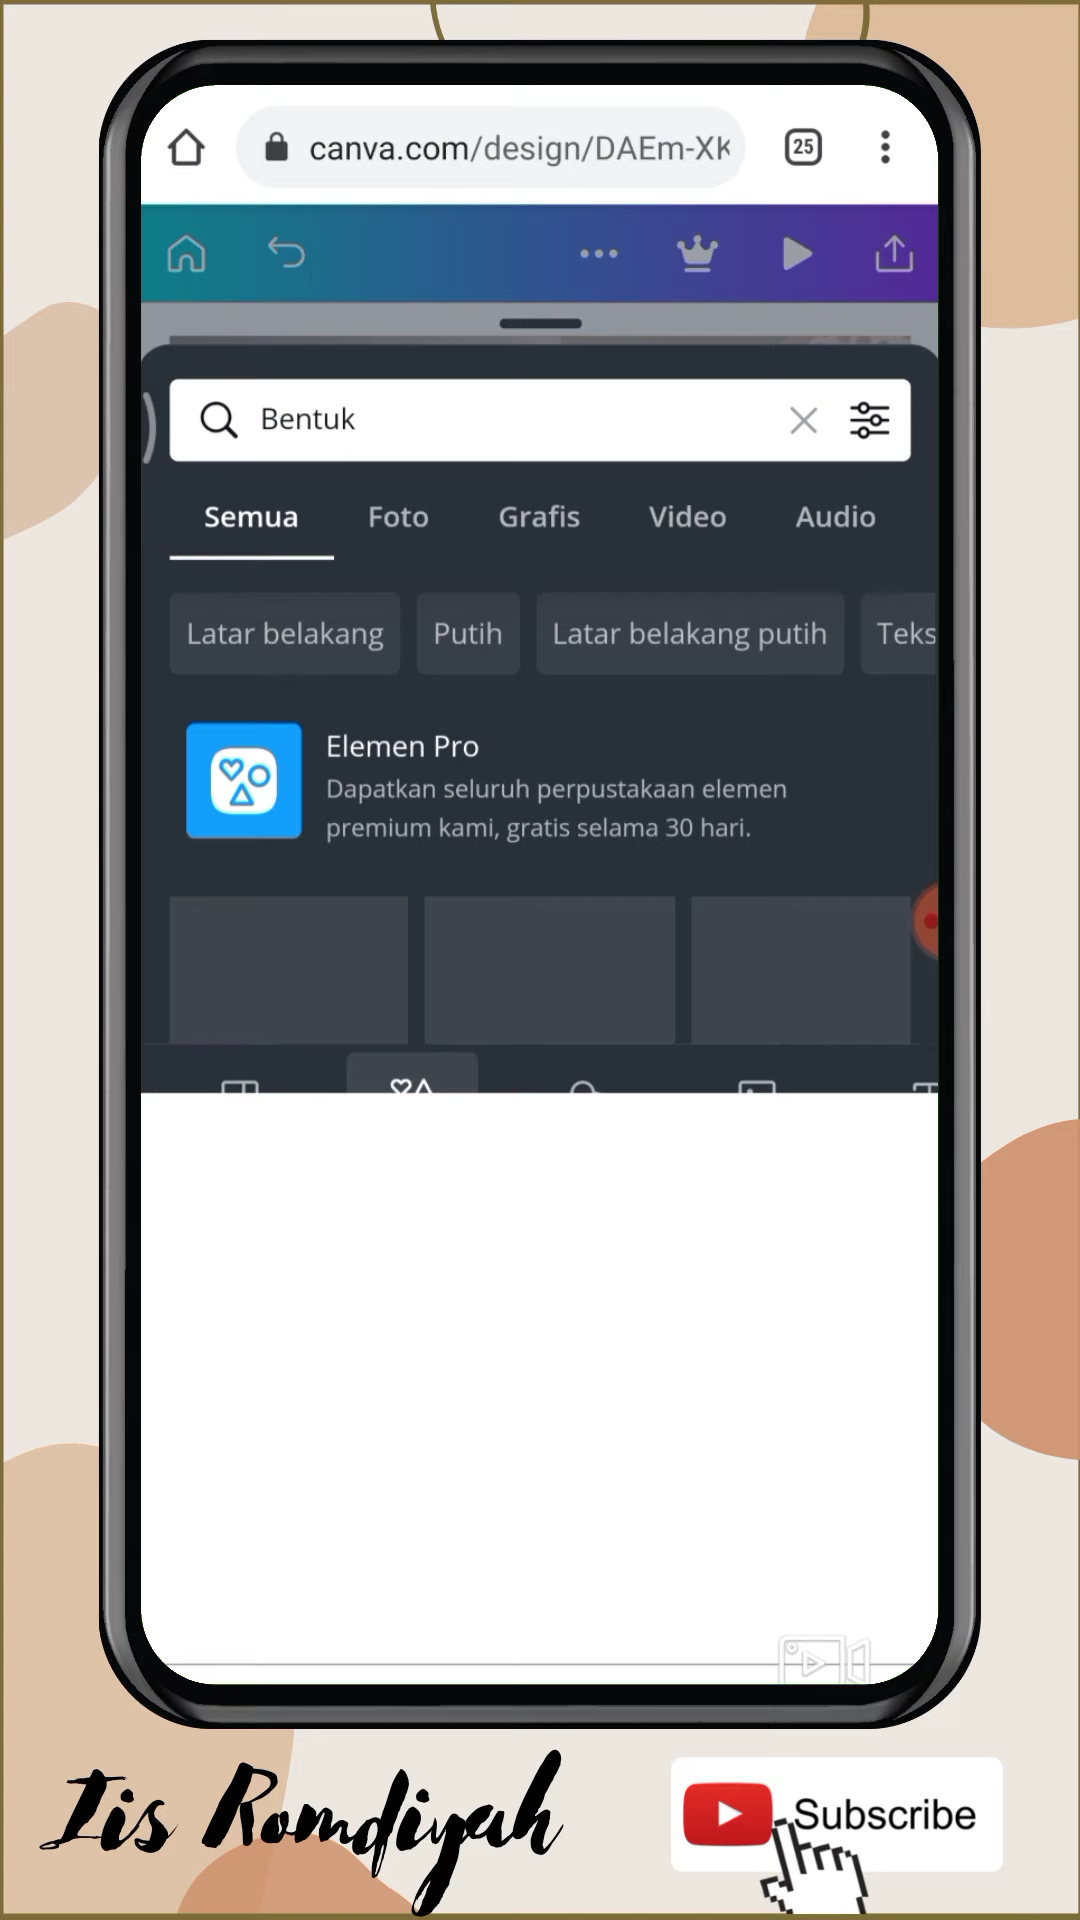 canva.com/design/DAEm-XK
25
Bentuk
Semua Foto Grafis Video Audio
Latar belakang Putih Latar belakang putih Teks
Elemen Pro
Dapatkan seluruh perpustakaan elemen
premium kami, gratis selama 30 hari.
Iis Romdiyah
Subscribe